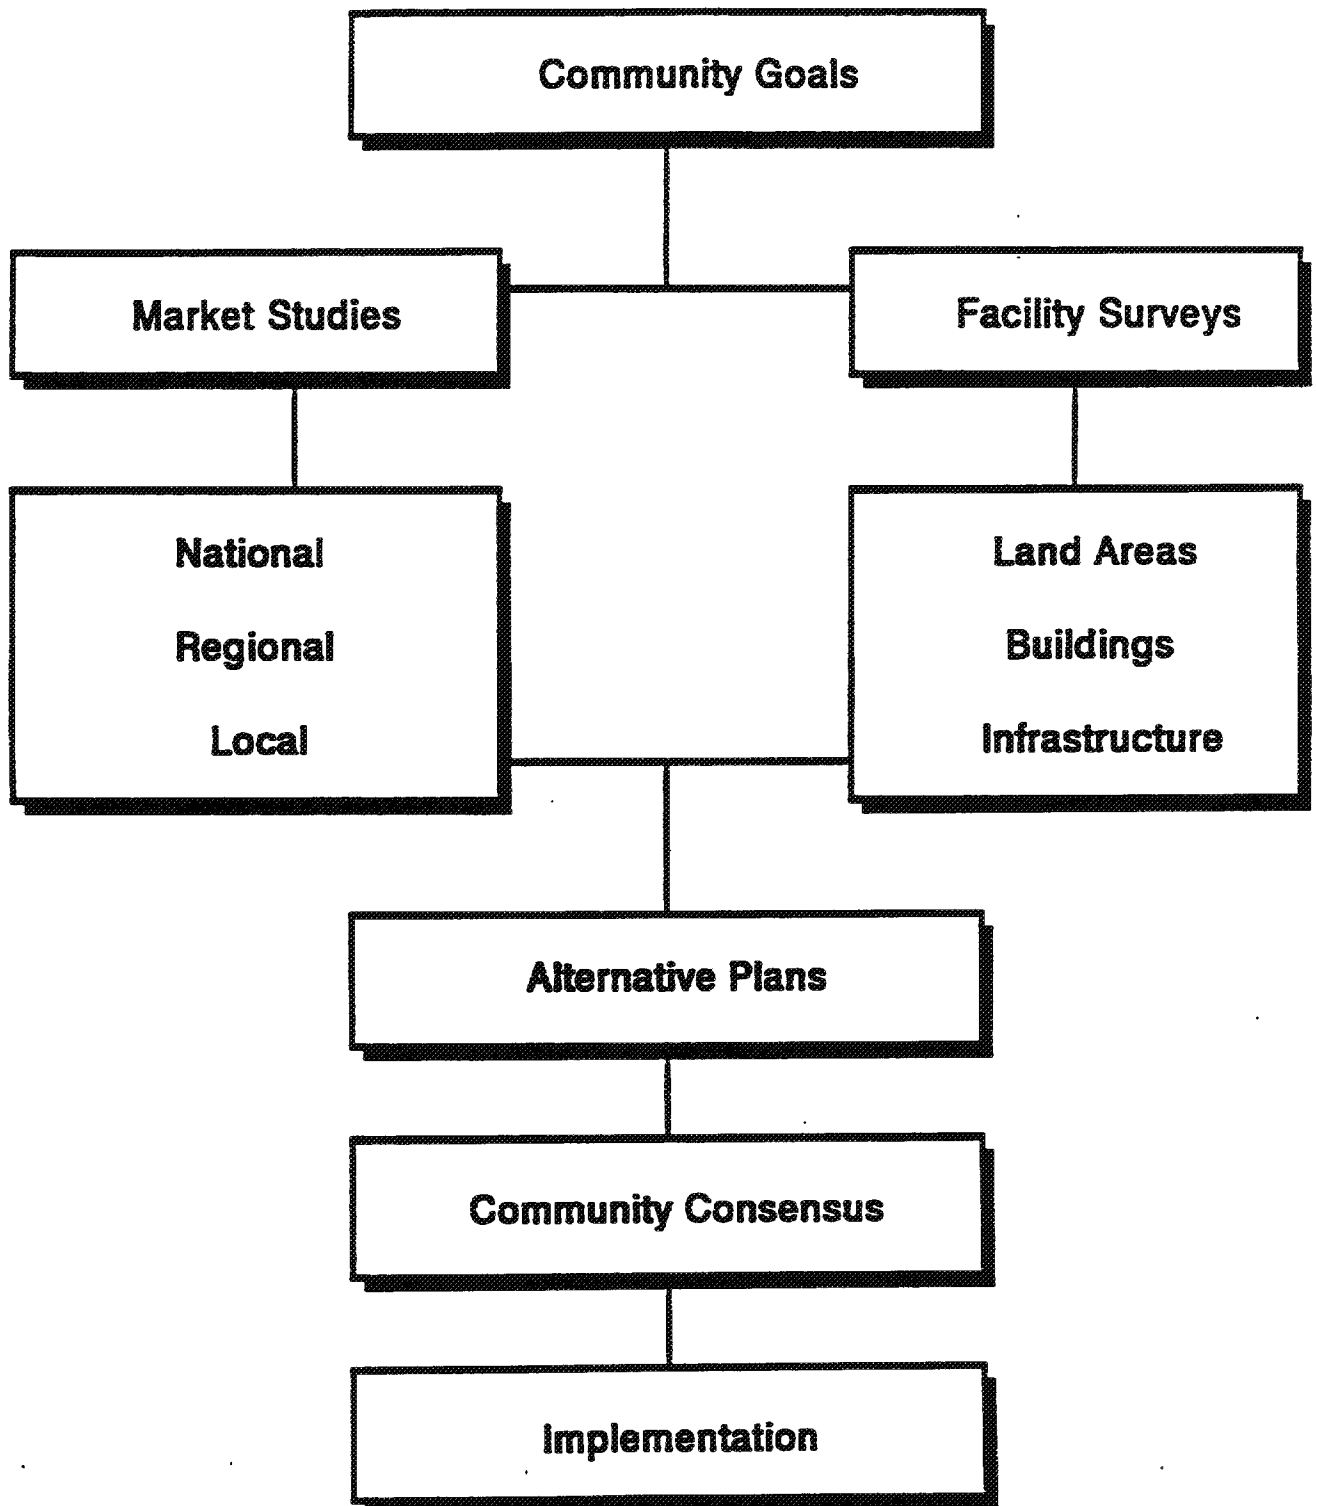 Community Goals
Market Studies
Facility Surveys
National
Regional
Local
Land Areas
Buildings
Infrastructure
Alternative Plans
Community Consensus
Implementation